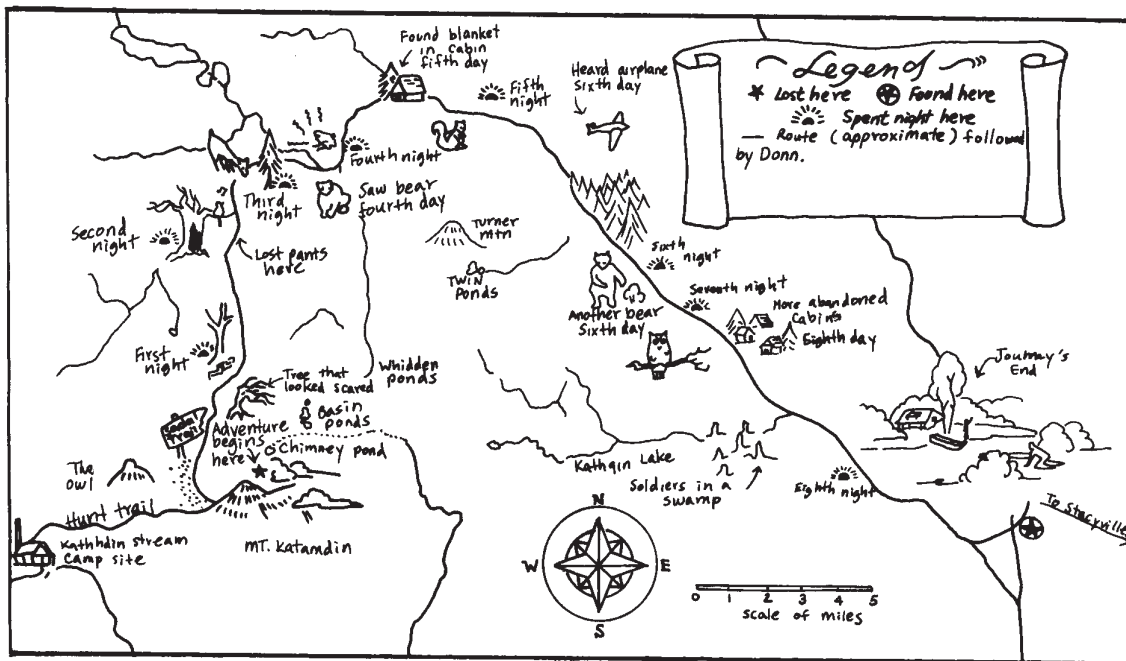 Found blanket
in cabin
fifth day
Fifth
night
Heard airplane
Sixth day
Legend
Lost here
Found here
Spent night here
Route (approximate) followed
by Donn.
Fourth night
Third
night
Saw bear
fourth day
Second
night
Lost pants
here
Turner
mtn
Twin
Ponds
Sixth
night
Seventh night
Another bear
Sixth day
More abandoned
Cabins
Eighth day
First
night
Tree that
looked scared
Whidden
ponds
Journay's
End
Trail
Adventure
begins
here
Basin
ponds
Chimney pond
The
Owl
Kathqin Lake
Soldiers in a
swamp
Eighth night
Hunt trail
Kathhdin stream
Camp site
MT. Katamdin
To Stacyville
N
W
E
S
0 1 2 3 4 5
scale of miles